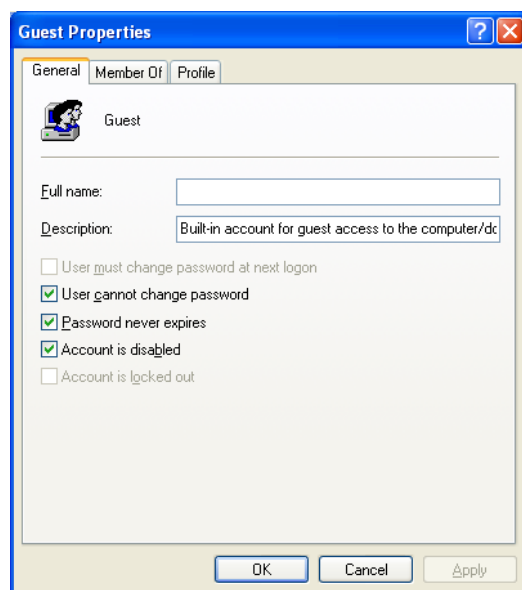 Guest Properties
General Member Of Profile
Guest
Full name:
Description: Built-in account for guest access to the computer/dc
User must change password at next logon
User cannot change password
Password never expires
Account is disabled
Account is locked out
OK Cancel Apply